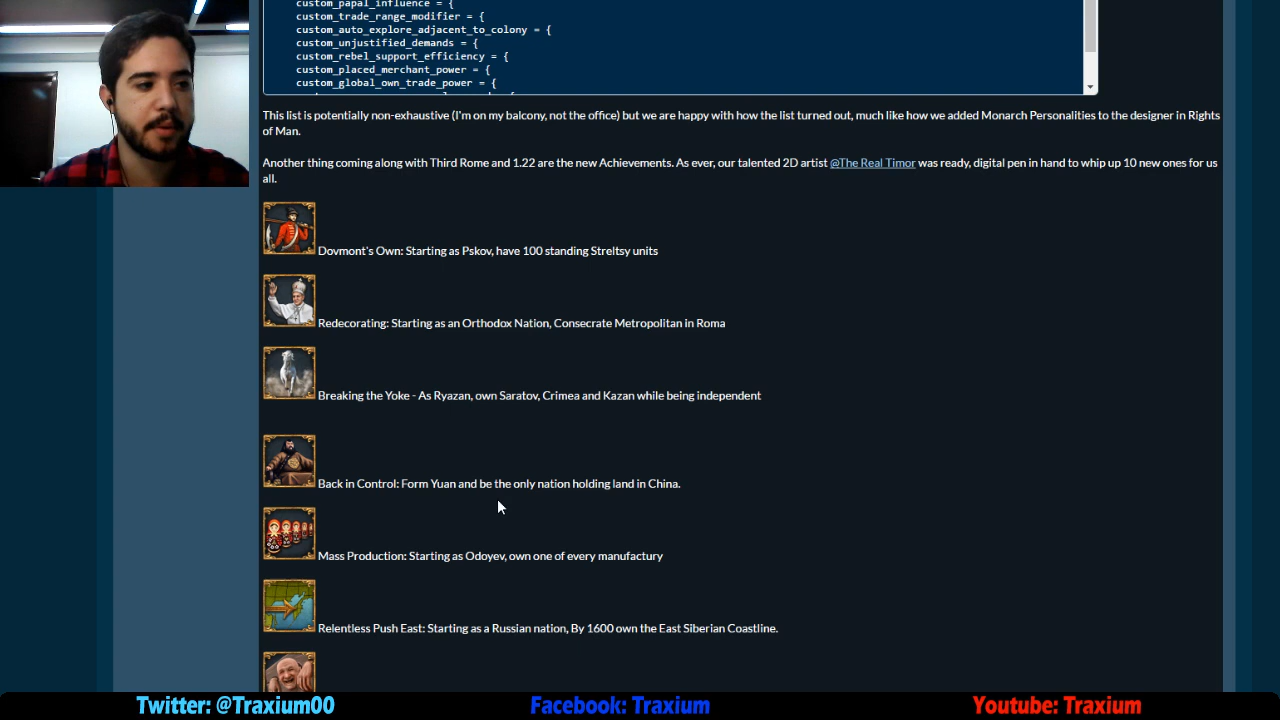 custom_papal_influence = {
custom_trade_range_modifier = {
custom_auto_explore_adjacent_to_colony = {
custom_unjustified_demands = {
custom_rebel_support_efficiency = {
custom_placed_merchant_power = {
custom_global_own_trade_power = {
This list is potentially non-exhaustive (I'm on my balcony, not the office) but we are happy with how the list turned out, much like how we added Monarch Personalities to the designer in Rights
of Man.
Another thing coming along with Third Rome and 1.22 are the new Achievements. As ever, our talented 2D artist @The Real Timor was ready, digital pen in hand to whip up 10 new ones for us
all.
Dovmont's Own: Starting as Pskov, have 100 standing Streltsy units
Redecorating: Starting as an Orthodox Nation, Consecrate Metropolitan in Roma
Breaking the Yoke - As Ryazan, own Saratov, Crimea and Kazan while being independent
Back in Control: Form Yuan and be the only nation holding land in China.
Mass Production: Starting as Odoyev, own one of every manufactury
Relentless Push East: Starting as a Russian nation, By 1600 own the East Siberian Coastline.
Twitter: @Traxium00 Facebook: Traxium Youtube: Traxium